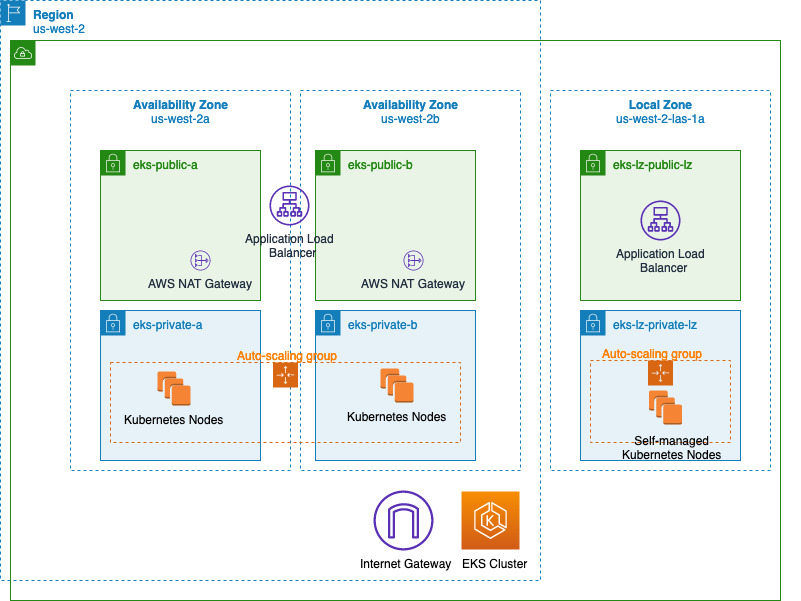 Region
us-west-2
Availability Zone
us-west-2a
Availability Zone
us-west-2b
Local Zone
us-west-2-las-1a
eks-public-a
eks-public-b
eks-lz-public-lz
Application Load
Balancer
Application Load
Balancer
AWS NAT Gateway
AWS NAT Gateway
eks-private-a
eks-private-b
eks-lz-private-lz
Auto-scaling group
Auto-scaling group
Kubernetes Nodes
Kubernetes Nodes
Self-managed
Kubernetes Nodes
K
Internet Gateway
EKS Cluster